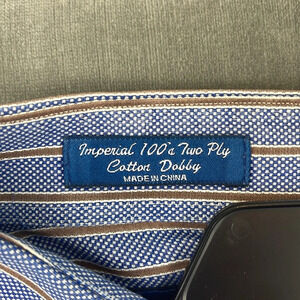 Imperial 100's Two Ply
Cotton Dobby
MADE IN CHINA